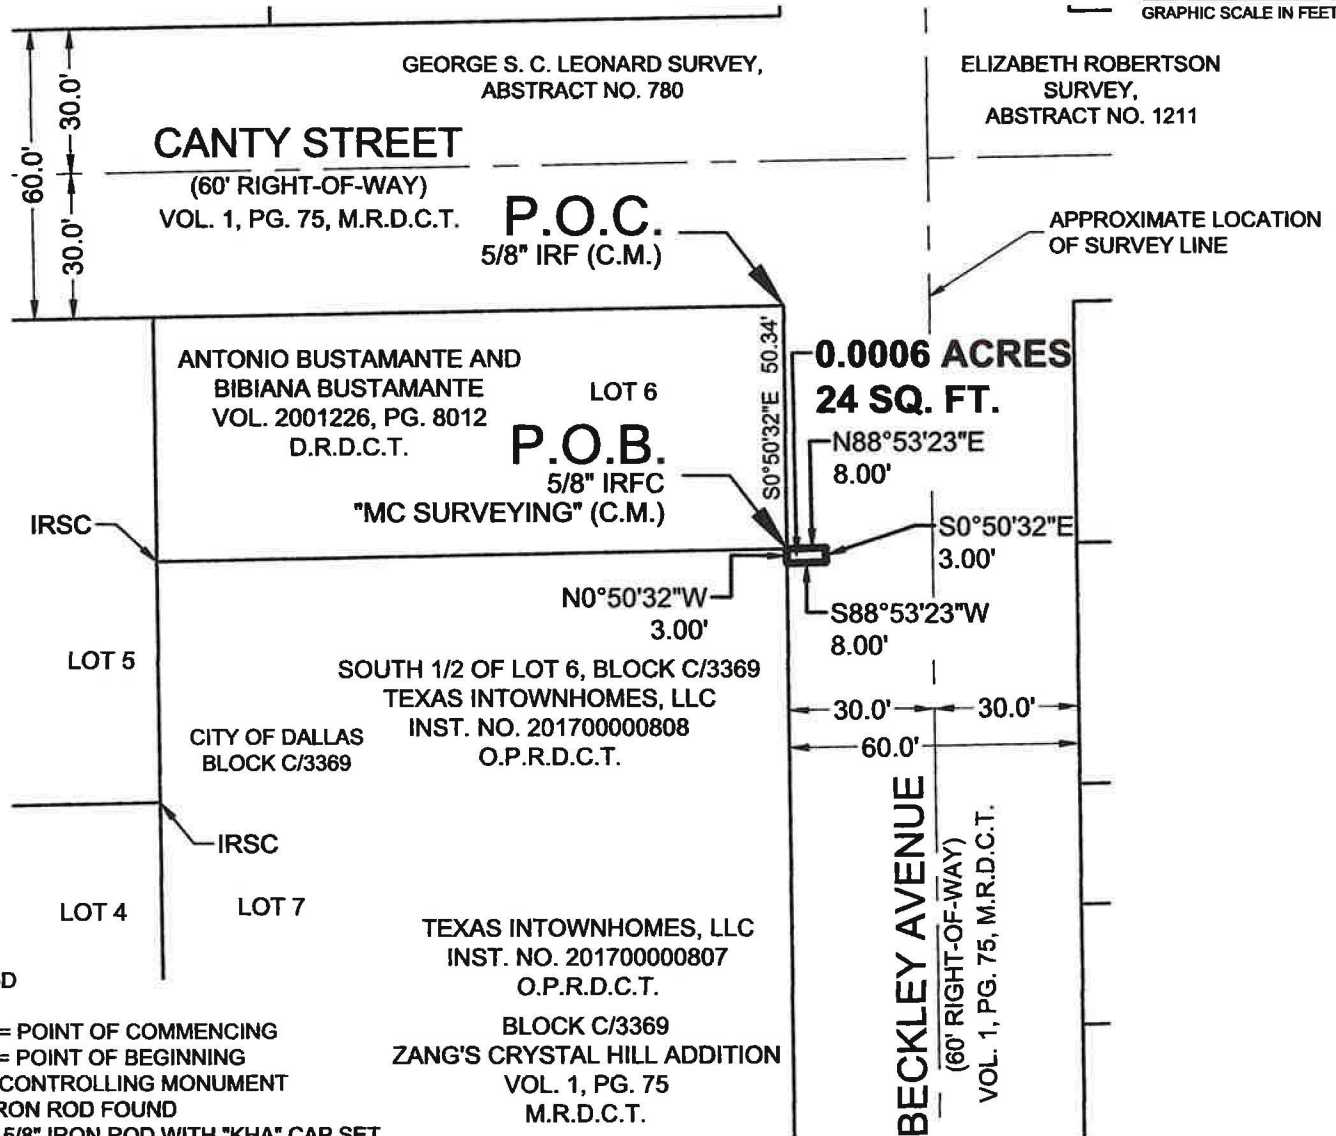 GRAPHIC SCALE IN FEET
GEORGE S. C. LEONARD SURVEY,
ABSTRACT NO. 780
ELIZABETH ROBERTSON
SURVEY,
ABSTRACT NO. 1211
60.0'
30.0'
30.0'
CANTY STREET
(60' RIGHT-OF-WAY)
VOL. 1, PG. 75, M.R.D.C.T.
P.O.C.
5/8" IRF (C.M.)
APPROXIMATE LOCATION
OF SURVEY LINE
ANTONIO BUSTAMANTE AND
BIBIANA BUSTAMANTE
VOL. 2001226, PG. 8012
D.R.D.C.T.
LOT 6
S0°50'32"E 50.34'
0.0006 ACRES
24 SQ. FT.
P.O.B.
5/8" IRFC
"MC SURVEYING" (C.M.)
N88°53'23"E
8.00'
IRSC
S0°50'32"E
3.00'
N0°50'32"W
3.00'
S88°53'23"W
8.00'
LOT 5
SOUTH 1/2 OF LOT 6, BLOCK C/3369
TEXAS INTOWNHOMES, LLC
INST. NO. 201700000808
O.P.R.D.C.T.
CITY OF DALLAS
BLOCK C/3369
30.0'
30.0'
60.0'
IRSC
LOT 4
LOT 7
BECKLEY AVENUE
(60' RIGHT-OF-WAY)
VOL. 1, PG. 75, M.R.D.C.T.
TEXAS INTOWNHOMES, LLC
INST. NO. 201700000807
O.P.R.D.C.T.
BLOCK C/3369
ZANG'S CRYSTAL HILL ADDITION
VOL. 1, PG. 75
M.R.D.C.T.
D
= POINT OF COMMENCING
= POINT OF BEGINNING
CONTROLLING MONUMENT
RON ROD FOUND
5/8" IRON ROD WITH "KHA" CAP SET